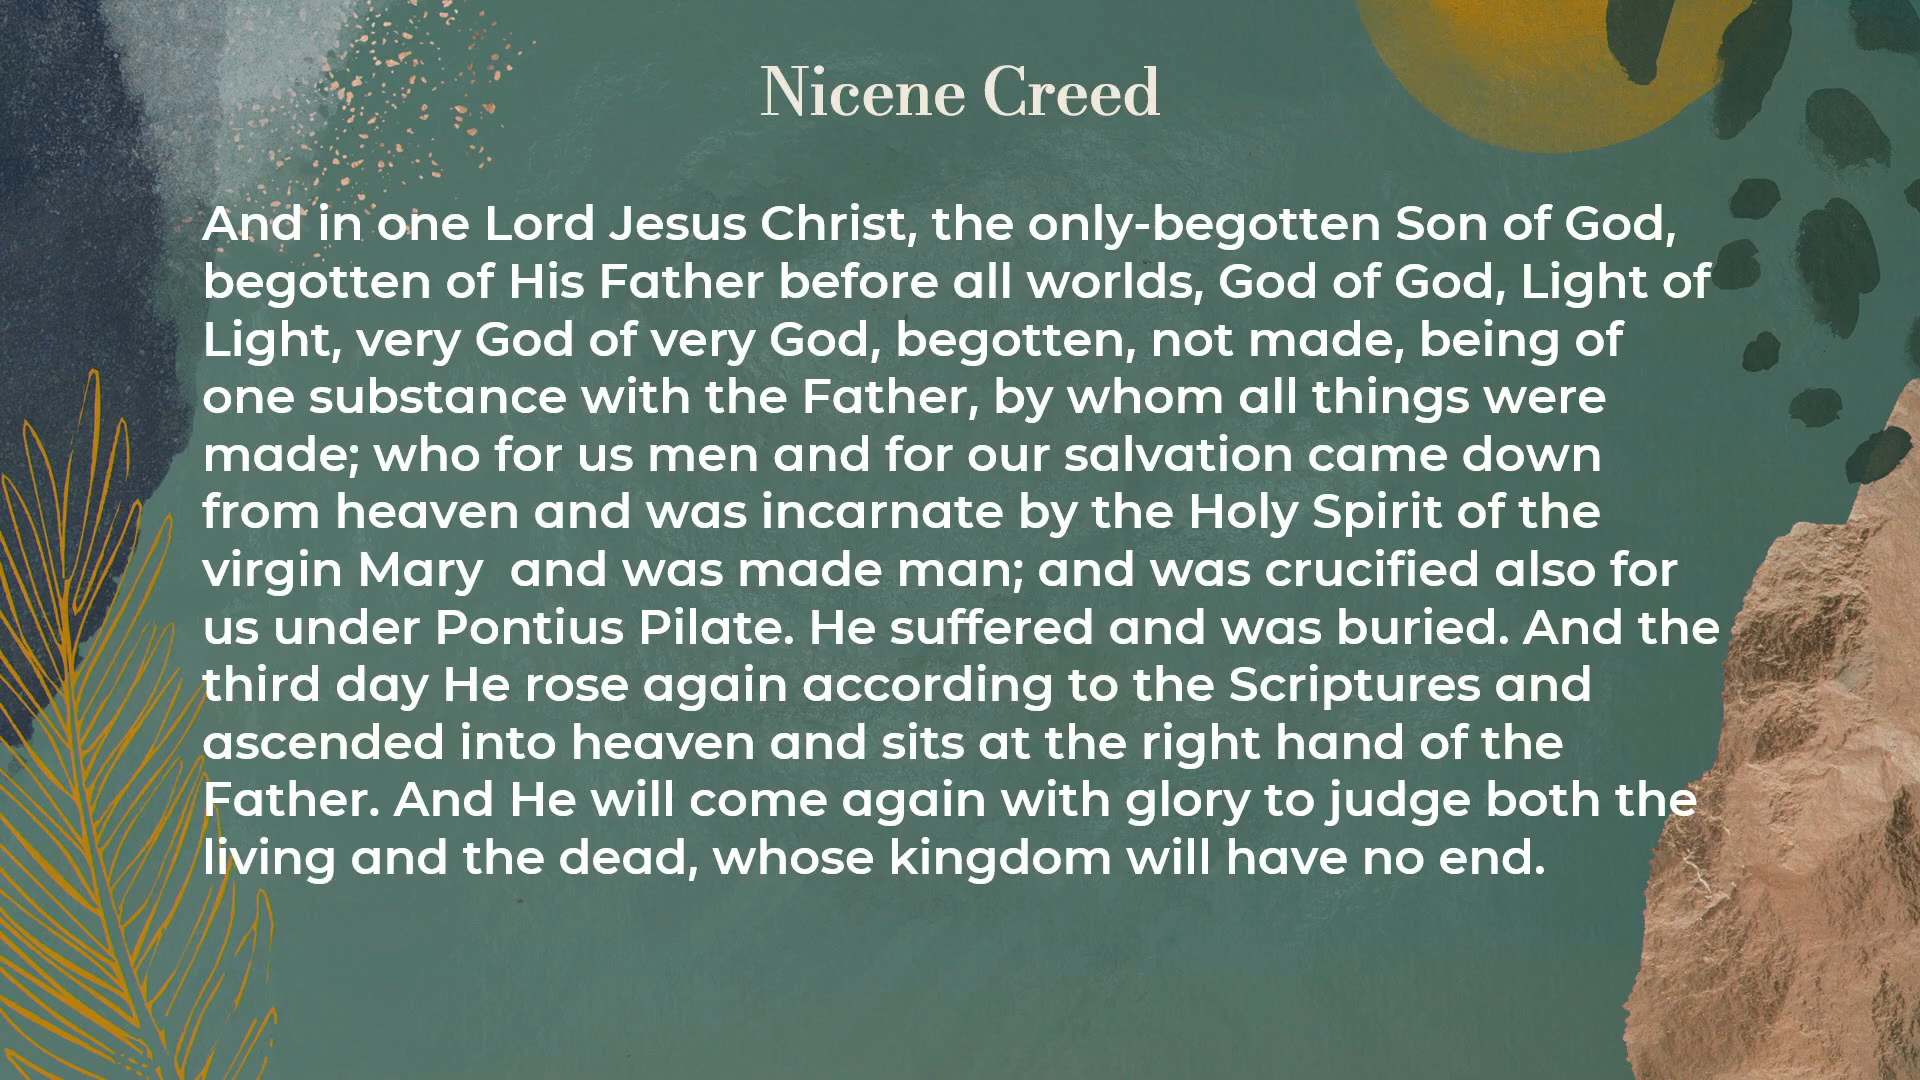 Nicene Creed
And in one Lord Jesus Christ, the only-begotten Son of God,
begotten of His Father before all worlds, God of God, Light of
Light, very God of very God, begotten, not made, being of
one substance with the Father, by whom all things were
made; who for us men and for our salvation came down
from heaven and was incarnate by the Holy Spirit of the
virgin Mary  and was made man; and was crucified also for
us under Pontius Pilate. He suffered and was buried. And the
third day He rose again according to the Scriptures and
ascended into heaven and sits at the right hand of the
Father. And He will come again with glory to judge both the
living and the dead, whose kingdom will have no end.